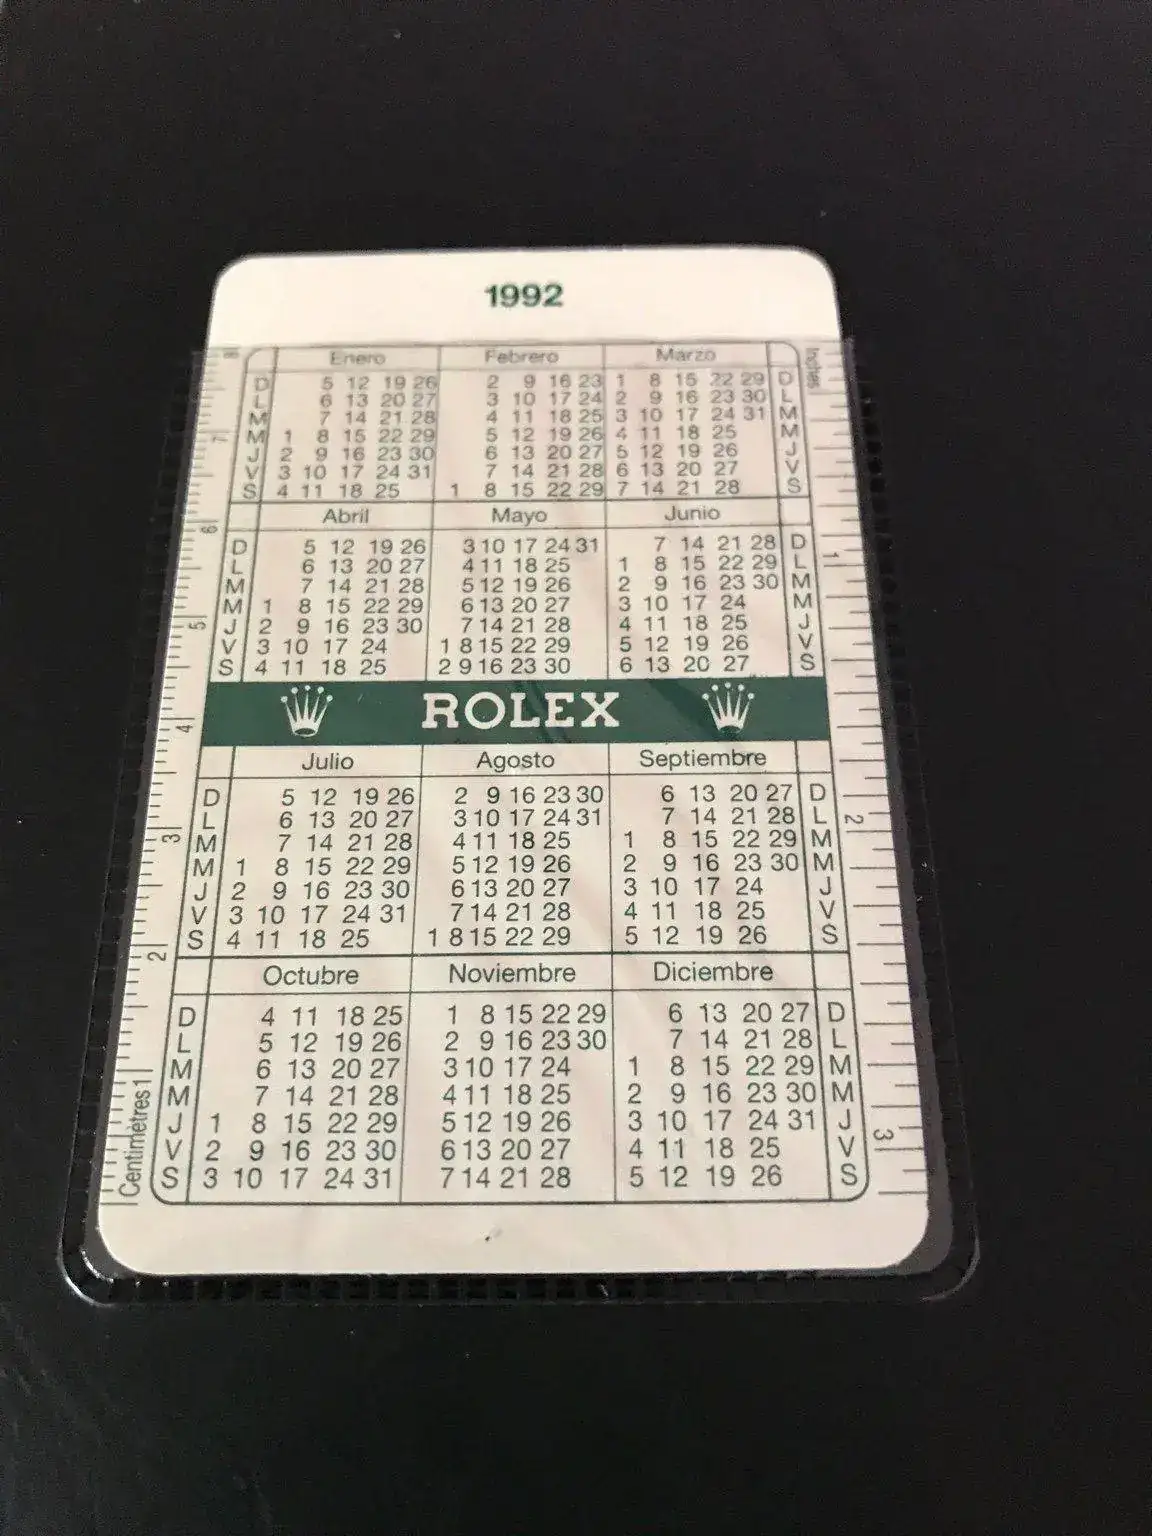 1992
Enero Febrero Marzo
D 5 12 19 26 2 9 16 23 1 8 15 22 29 D
L 6 13 20 27 3 10 17 24 2 9 16 23 30 L
M 7 14 21 28 4 11 18 25 3 10 17 24 31 M
M 1 8 15 22 29 5 12 19 26 4 11 18 25 M
J 2 9 16 23 30 6 13 20 27 5 12 19 26 J
V 3 10 17 24 31 7 14 21 28 6 13 20 27 V
S 4 11 18 25 1 8 15 22 29 7 14 21 28 S
Abril Mayo Junio
D 5 12 19 26 3 10 17 24 31 7 14 21 28 D
L 6 13 20 27 4 11 18 25 1 8 15 22 29 L
M 7 14 21 28 5 12 19 26 2 9 16 23 30 M
M 1 8 15 22 29 6 13 20 27 3 10 17 24 M
J 2 9 16 23 30 7 14 21 28 4 11 18 25 J
V 3 10 17 24 1 8 15 22 29 5 12 19 26 V
S 4 11 18 25 2 9 16 23 30 6 13 20 27 S
ROLEX
Julio Agosto Septiembre
D 5 12 19 26 2 9 16 23 30 6 13 20 27 D
L 6 13 20 27 3 10 17 24 31 7 14 21 28 L
M 7 14 21 28 4 11 18 25 1 8 15 22 29 M
M 1 8 15 22 29 5 12 19 26 2 9 16 23 30 M
J 2 9 16 23 30 6 13 20 27 3 10 17 24 J
V 3 10 17 24 31 7 14 21 28 4 11 18 25 V
S 4 11 18 25 1 8 15 22 29 5 12 19 26 S
Octubre Noviembre Diciembre
D 4 11 18 25 1 8 15 22 29 6 13 20 27 D
L 5 12 19 26 2 9 16 23 30 7 14 21 28 L
M 6 13 20 27 3 10 17 24 1 8 15 22 29 M
M 7 14 21 28 4 11 18 25 2 9 16 23 30 M
J 1 8 15 22 29 5 12 19 26 3 10 17 24 31 J
V 2 9 16 23 30 6 13 20 27 4 11 18 25 V
S 3 10 17 24 31 7 14 21 28 5 12 19 26 S
Centimètres 1 2 3 4 5 6 7 8
Inches 1 2 3